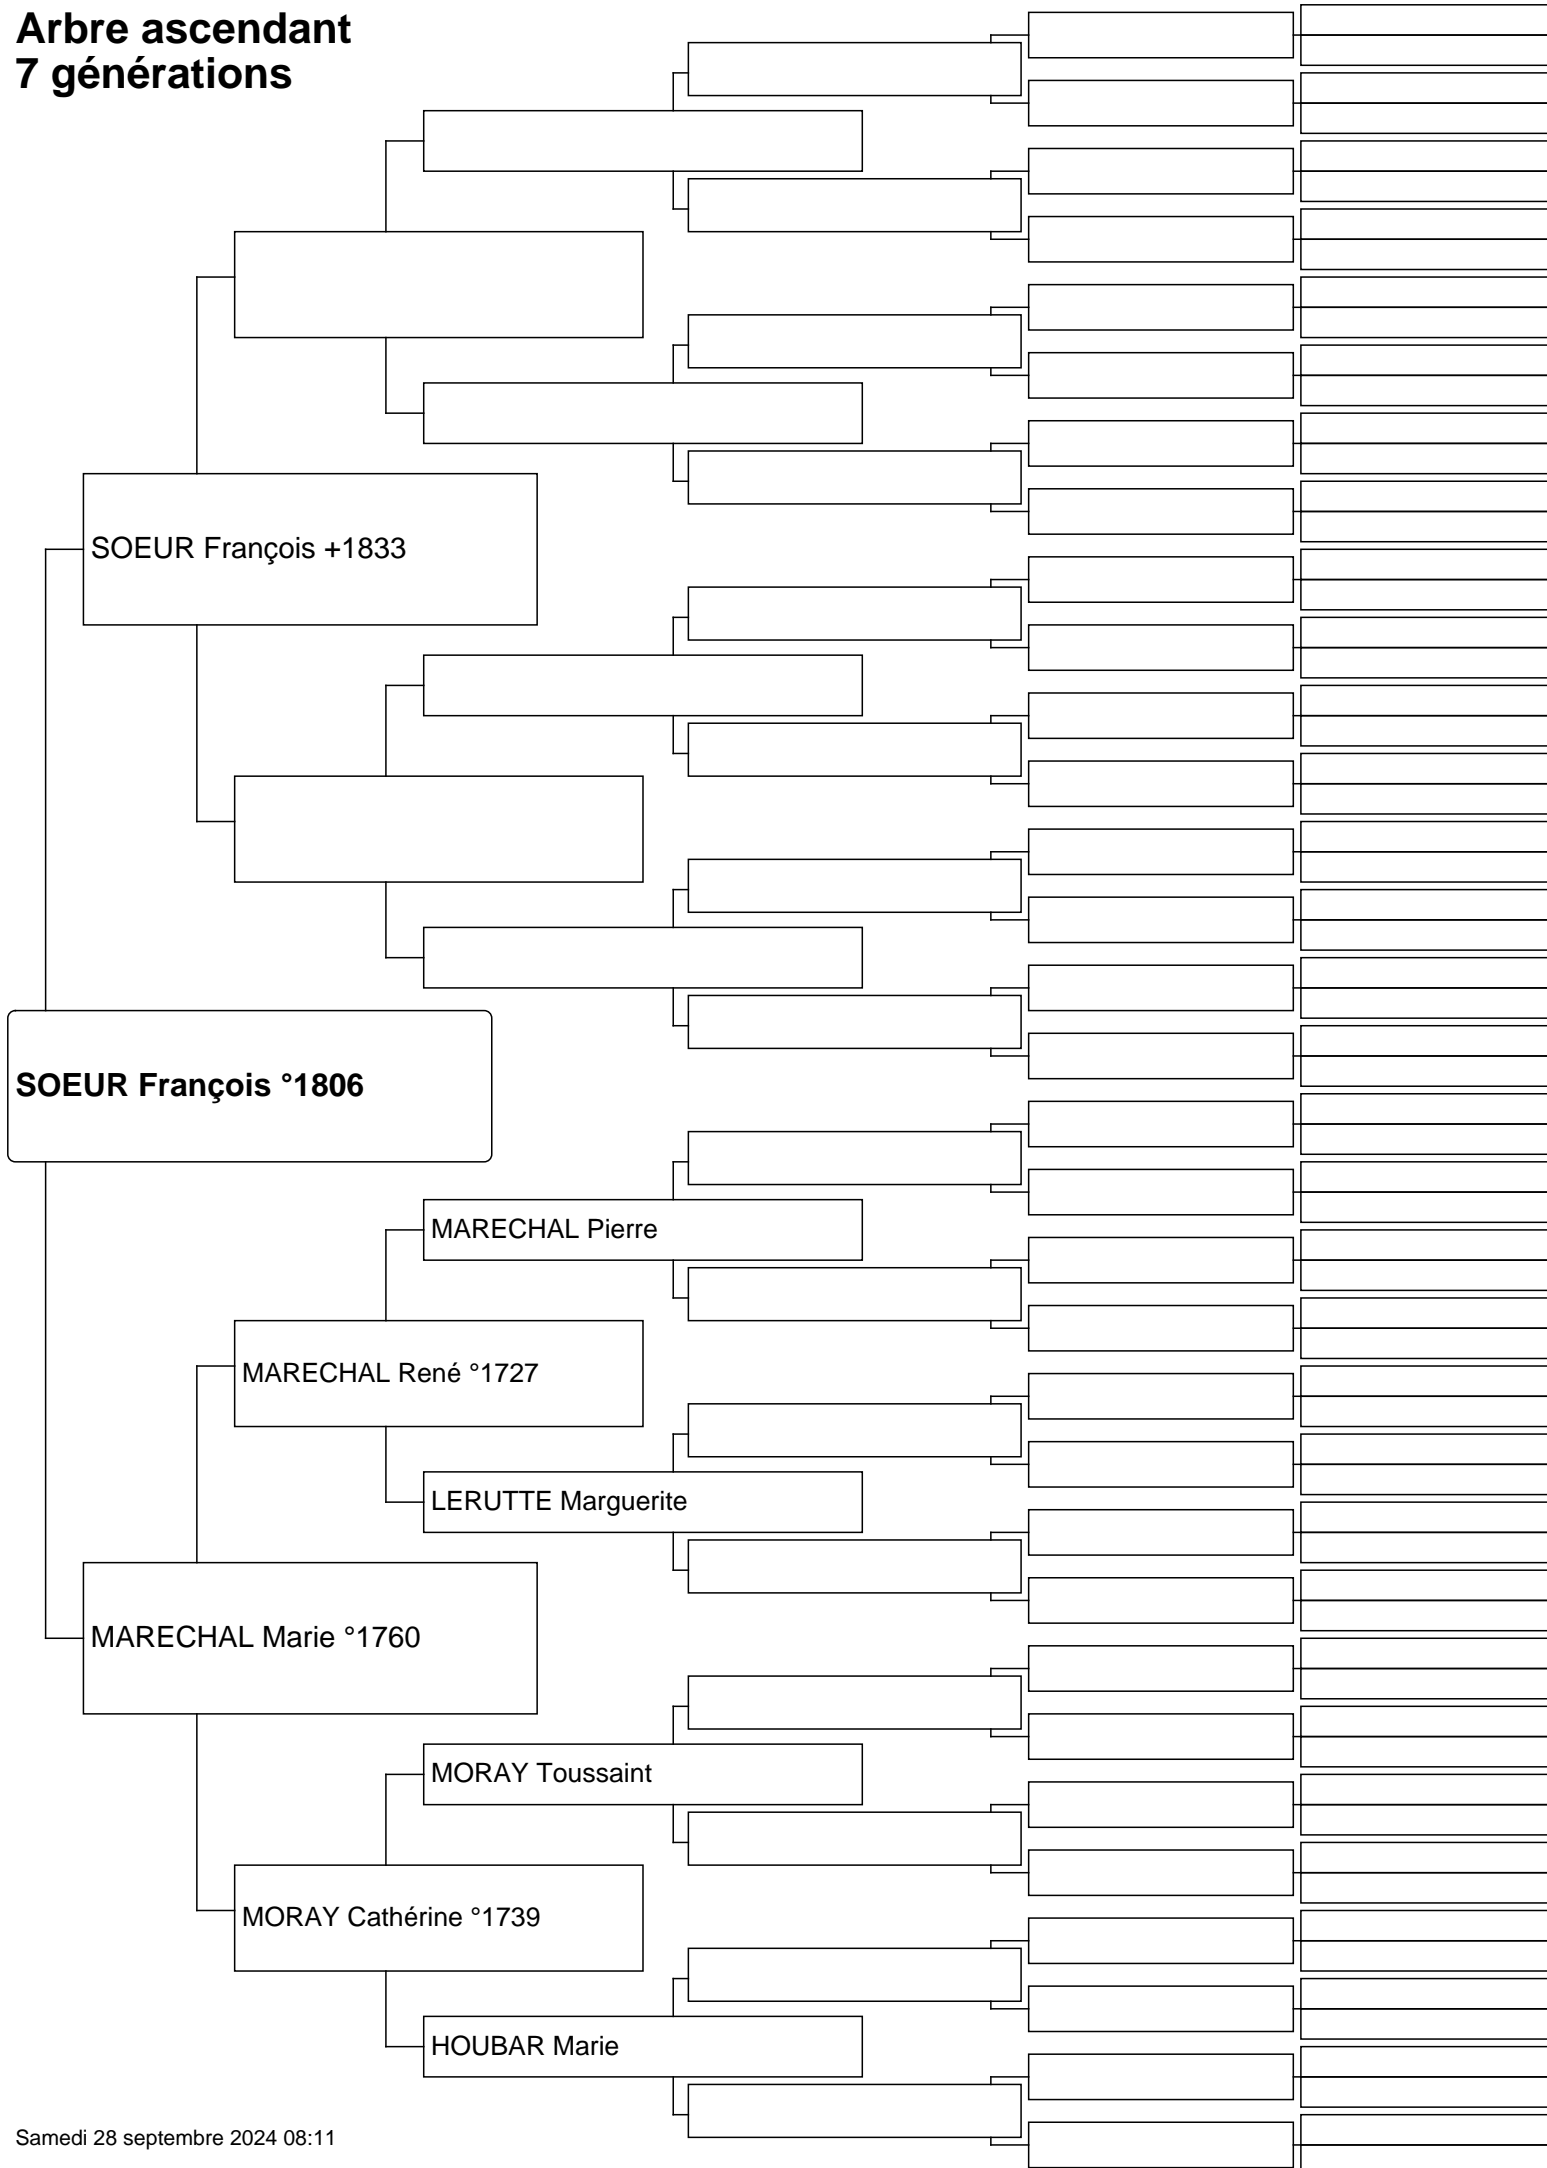 Arbre ascendant
7 générations
SOEUR François +1833
SOEUR François °1806
MARECHAL Pierre
MARECHAL René °1727
LERUTTE Marguerite
MARECHAL Marie °1760
MORAY Toussaint
MORAY Cathérine °1739
HOUBAR Marie
Samedi 28 septembre 2024 08:11